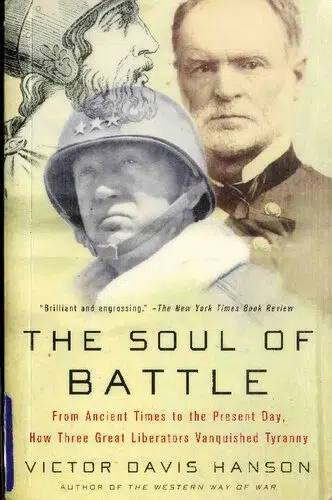 "Brilliant and engrossing." –The New York Times Book Review
THE SOUL OF
BATTLE
From Ancient Times to the Present Day,
How Three Great Liberators Vanquished Tyranny
VICTOR DAVIS HANSON
AUTHOR OF THE WESTERN WAY OF WAR